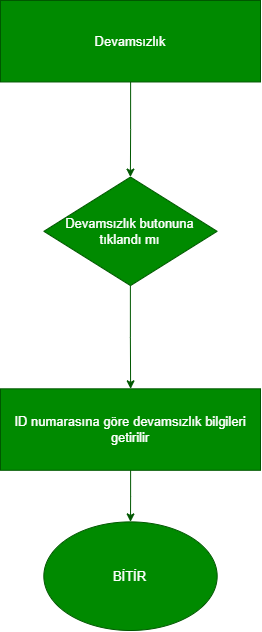 Devamsızlık
Devamsızlık butonuna
tıklandı mı
ID numarasına göre devamsızlık bilgileri
getirilir
BİTİR